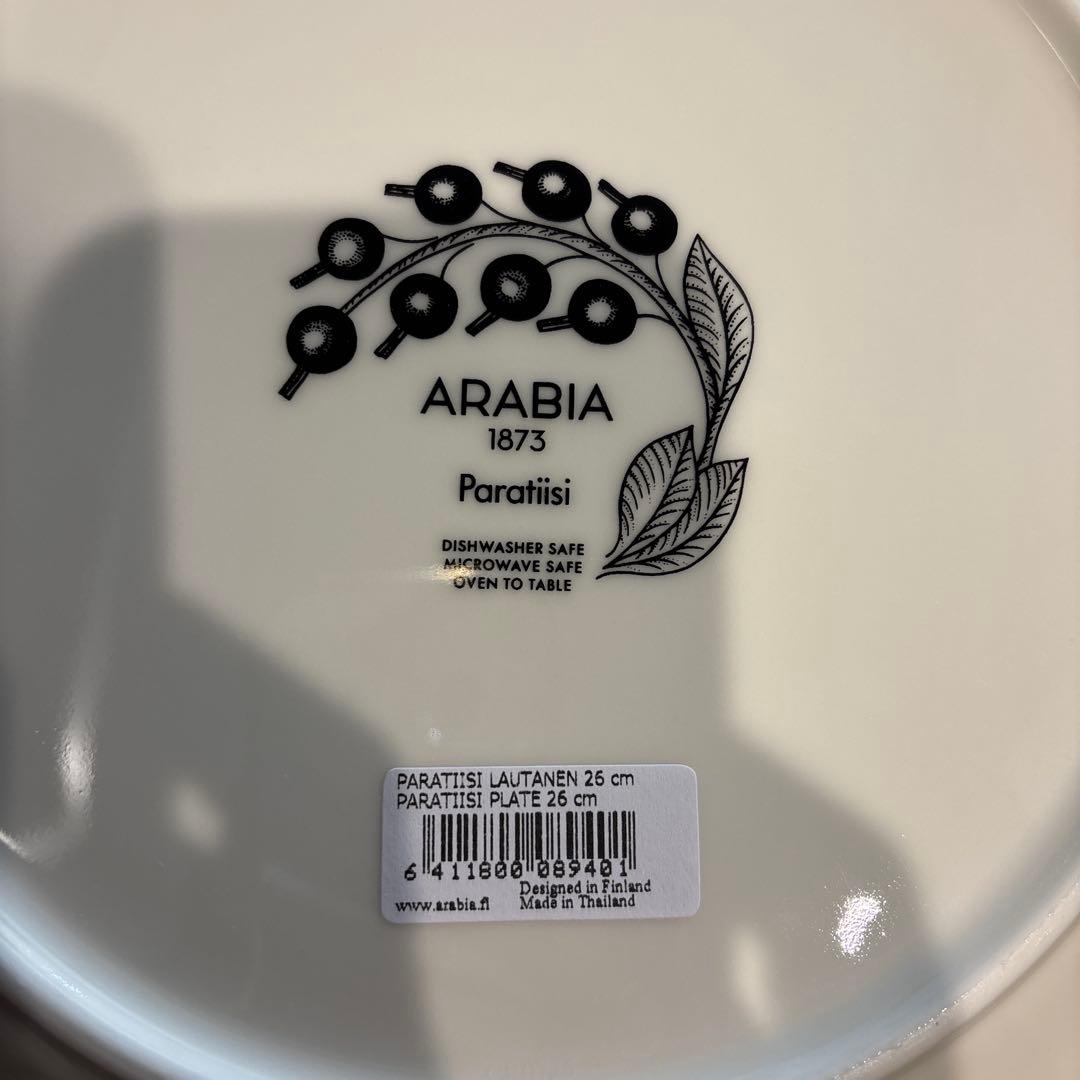 ARABIA
1873
Paratiisi
DISHWASHER SAFE
MICROWAVE SAFE
OVEN TO TABLE
PARATIISI LAUTANEN 26 cm
PARATIISI PLATE 26 cm
6 411800 089401
Designed in Finland
www.arabia.fi Made in Thailand